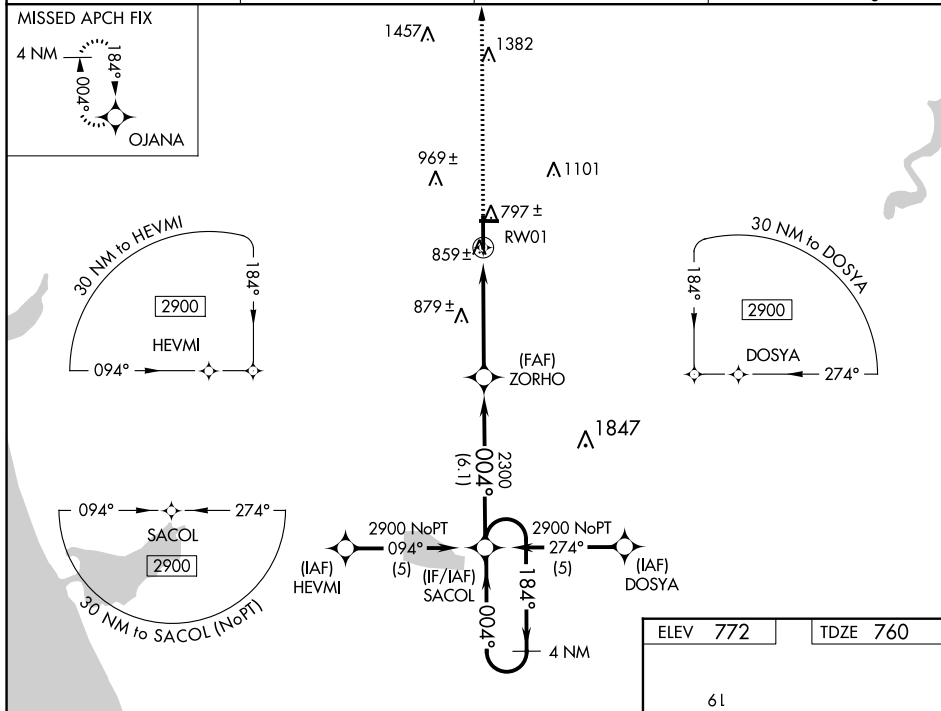 MISSED APCH FIX
4 NM
184°
004°
OJANA
1457
1382
969 ±
1101
797 ±
RW01
859 ±
879 ±
30 NM to HEVMI
184°
2900
HEVMI
094°
30 NM to DOSYA
184°
2900
DOSYA
274°
(FAF)
ZORHO
1847
2300
004°
(6.1)
094°
274°
SACOL
2900
30 NM to SACOL (NoPT)
2900 NoPT
094°
(5)
(IAF)
HEVMI
(IF/IAF)
SACOL
2900 NoPT
274°
(5)
(IAF)
DOSYA
184°
004°
4 NM
ELEV 772
TDZE 760